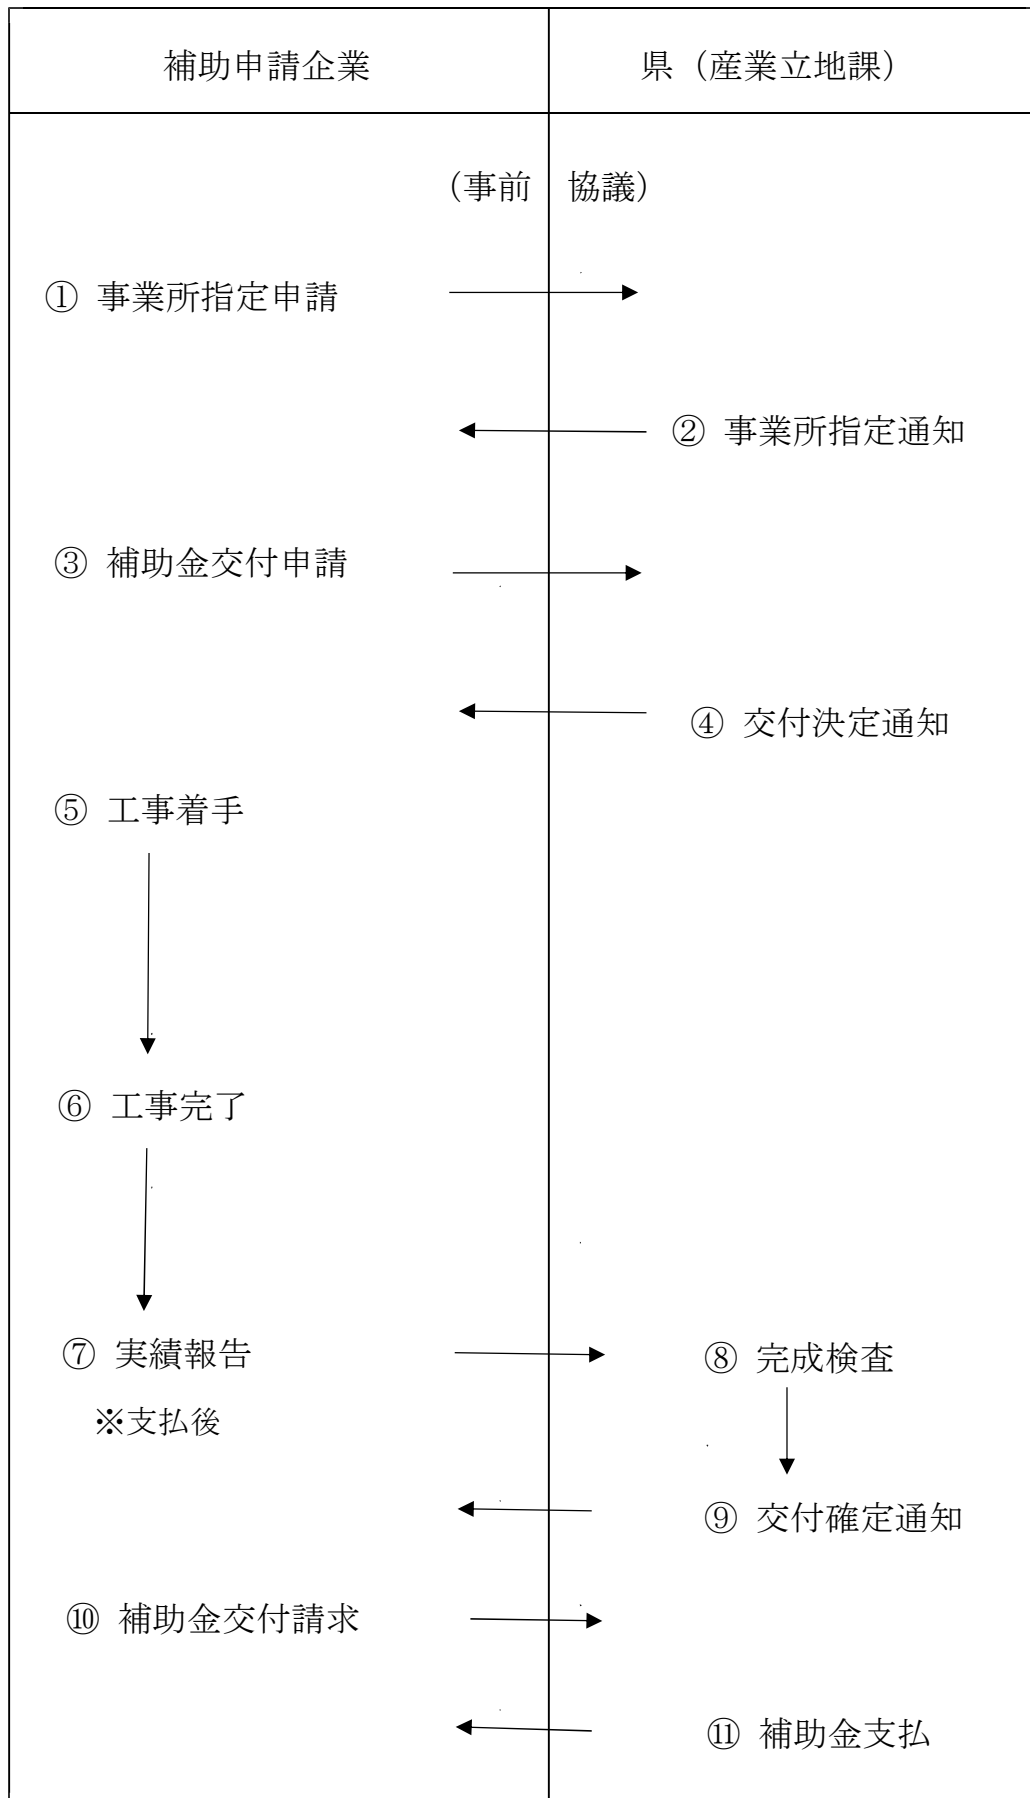 補助申請企業
県（産業立地課）
（事前 協議）
① 事業所指定申請
② 事業所指定通知
③ 補助金交付申請
④ 交付決定通知
⑤ 工事着手
⑥ 工事完了
⑦ 実績報告
⑧ 完成検査
※支払後
⑨ 交付確定通知
⑩ 補助金交付請求
⑪ 補助金支払